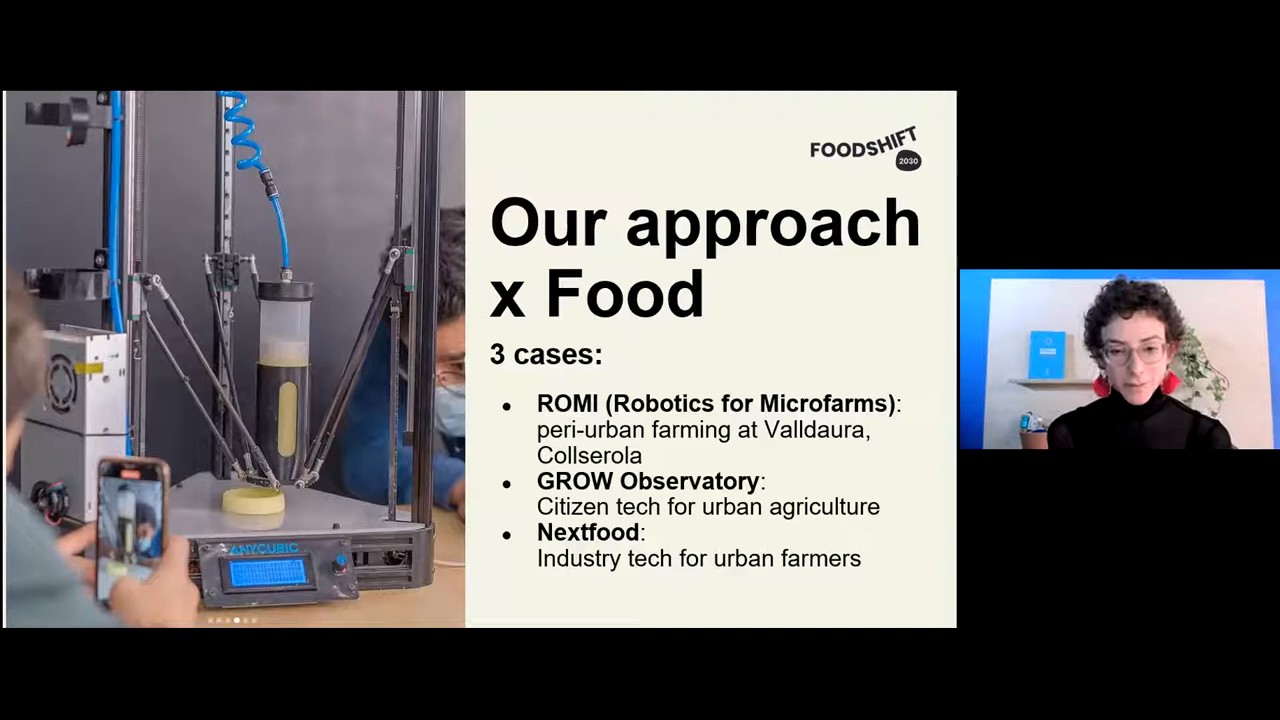 FOODSHIFT
2030
Our approach
x Food
3 cases:
ROMI (Robotics for Microfarms):
peri-urban farming at Valldaura,
Collserola
GROW Observatory:
Citizen tech for urban agriculture
Nextfood:
Industry tech for urban farmers
ANYCUBIC